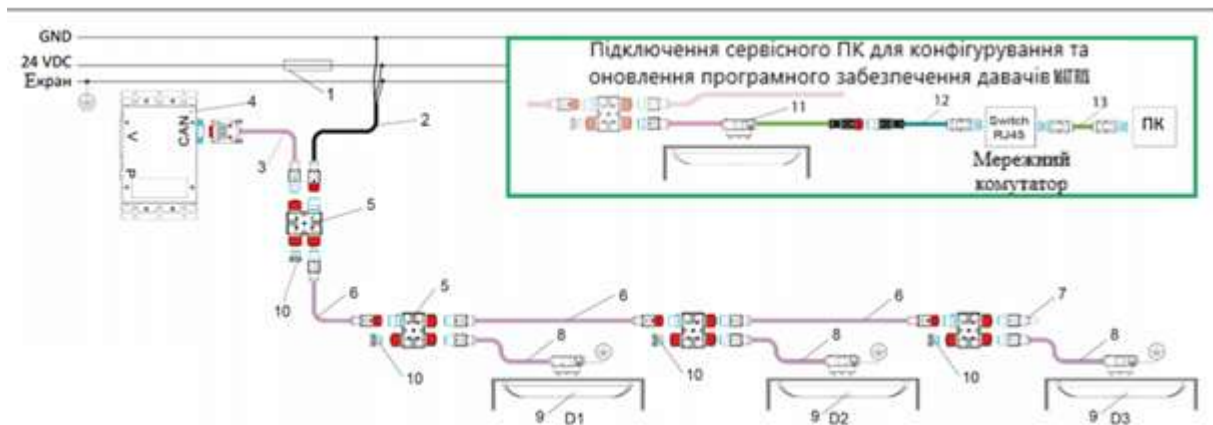 GND
24 VDC
Екран
1
2
3
4
CAN
V
P
5
10
6
5
6
6
7
8
8
8
10
10
10
9 D1
9 D2
9 D3
Підключення сервісного ПК для конфігурування та
оновлення програмного забезпечення давачів
11
12
13
Switch
RJ45
ПК
Мережний
комутатор